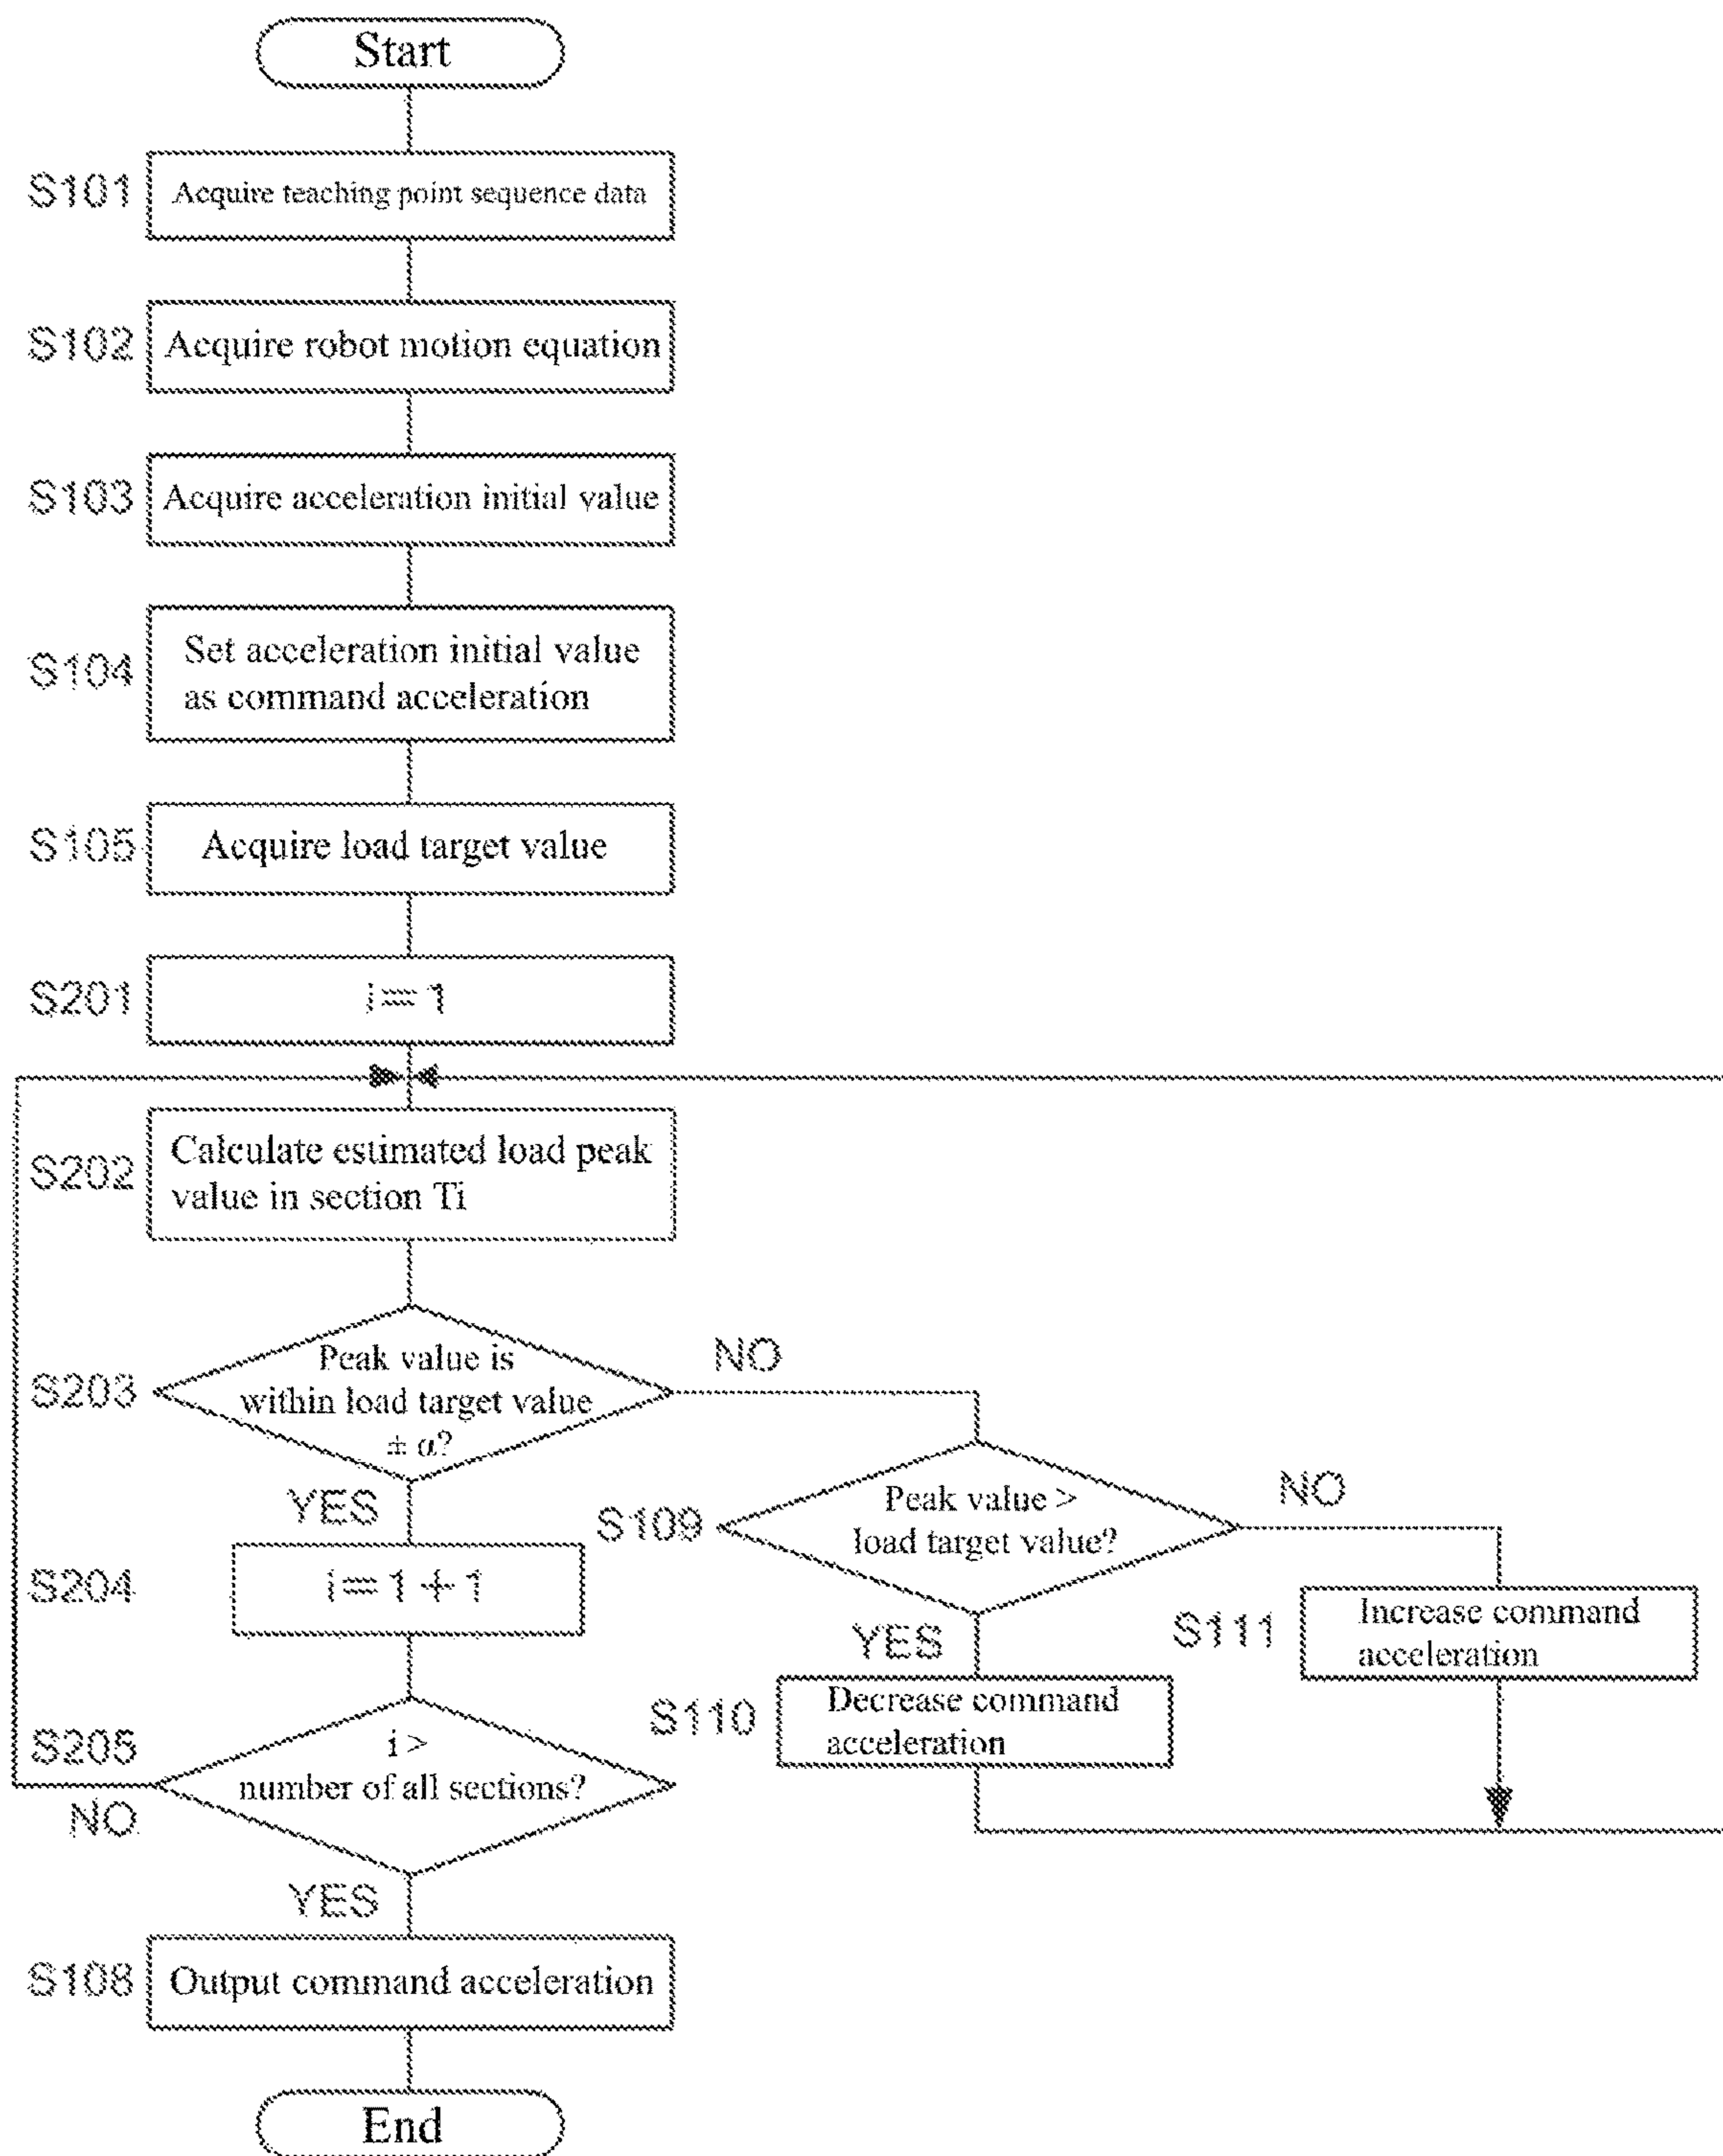 Start
S101
Acquire teaching point sequence data
S102
Acquire robot motion equation
S103
Acquire acceleration initial value
S104
Set acceleration initial value
as command acceleration
S105
Acquire load target value
S201
i = 1
S202
Calculate estimated load peak
value in section Ti
S203
Peak value is
within load target value
± α?
NO
YES
S109
Peak value >
load target value?
NO
YES
S204
i = 1 + 1
S111
Increase command
acceleration
S110
Decrease command
acceleration
S205
i >
number of all sections?
NO
YES
S108
Output command acceleration
End